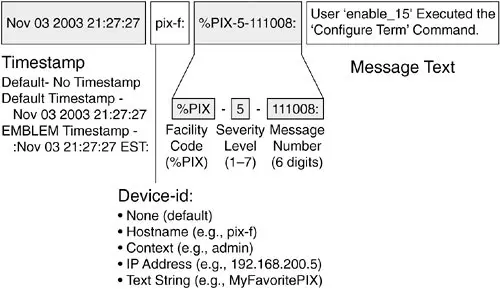 Nov 03 2003 21:27:27
pix-f:
%PIX-5-111008:
User ‘enable_15’ Executed the
‘Configure Term’ Command.
Timestamp
Default- No Timestamp
Default Timestamp -
Nov 03 2003 21:27:27
EMBLEM Timestamp -
:Nov 03 21:27:27 EST:
Message Text
%PIX - 5 - 111008:
Facility Severity Message
Code Level Number
(%PIX) (1–7) (6 digits)
Device-id:
• None (default)
• Hostname (e.g., pix-f)
• Context (e.g., admin)
• IP Address (e.g., 192.168.200.5)
• Text String (e.g., MyFavoritePIX)